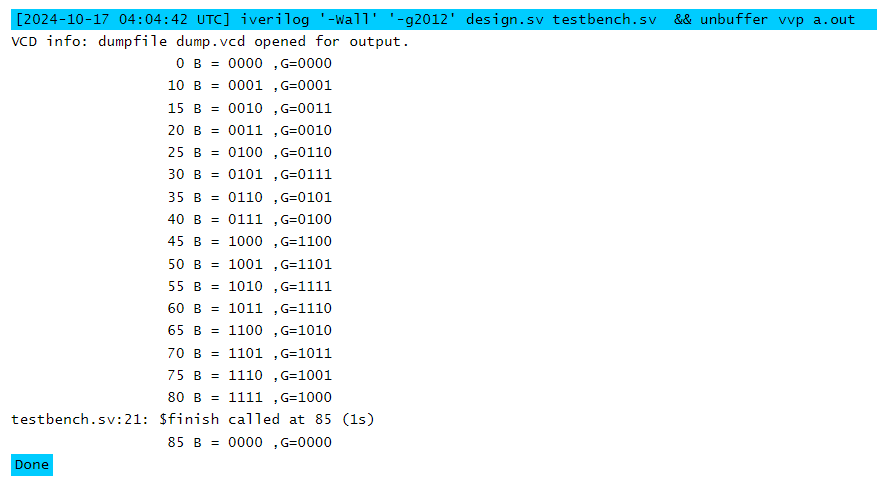 [2024-10-17 04:04:42 UTC] iverilog '-Wall' '-g2012' design.sv testbench.sv  && unbuffer vvp a.out
VCD info: dumpfile dump.vcd opened for output.
0 B = 0000 ,G=0000
10 B = 0001 ,G=0001
15 B = 0010 ,G=0011
20 B = 0011 ,G=0010
25 B = 0100 ,G=0110
30 B = 0101 ,G=0111
35 B = 0110 ,G=0101
40 B = 0111 ,G=0100
45 B = 1000 ,G=1100
50 B = 1001 ,G=1101
55 B = 1010 ,G=1111
60 B = 1011 ,G=1110
65 B = 1100 ,G=1010
70 B = 1101 ,G=1011
75 B = 1110 ,G=1001
80 B = 1111 ,G=1000
testbench.sv:21: $finish called at 85 (1s)
85 B = 0000 ,G=0000
Done